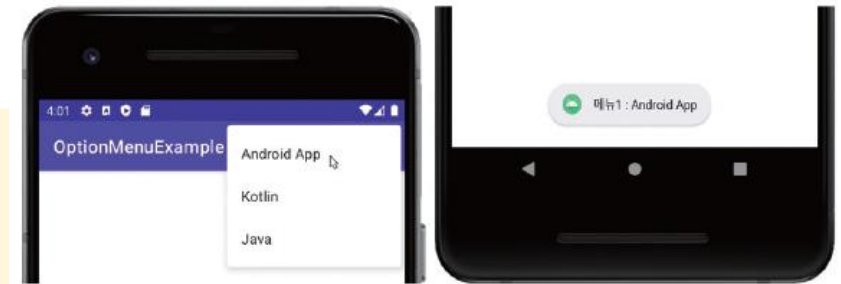 4:01
OptionMenuExample
Android App
Kotlin
Java
메뉴1 : Android App